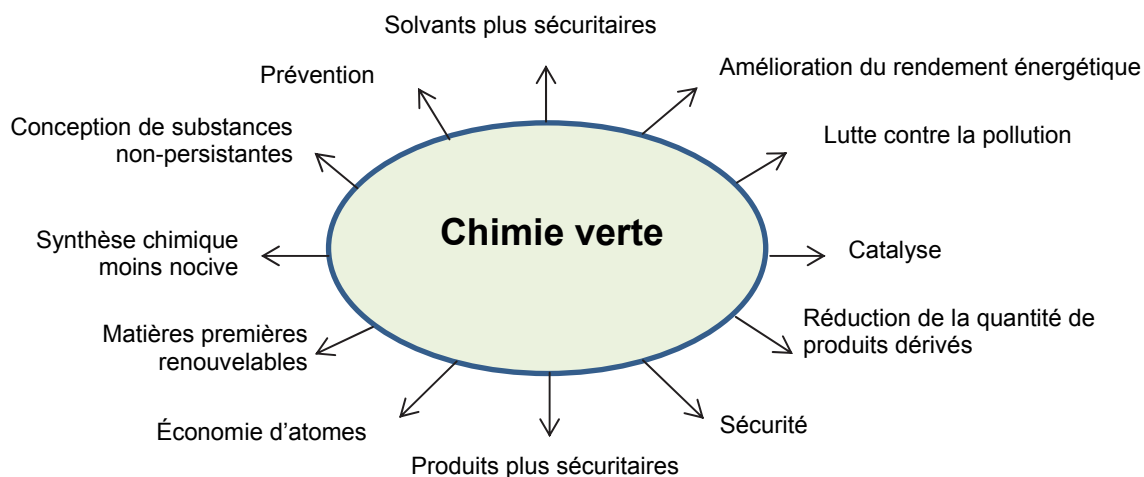 Solvants plus sécuritaires
Prévention
Amélioration du rendement énergétique
Conception de substances
non-persistantes
Lutte contre la pollution
Chimie verte
Synthèse chimique
moins nocive
Catalyse
Matières premières
renouvelables
Réduction de la quantité de
produits dérivés
Économie d’atomes
Sécurité
Produits plus sécuritaires